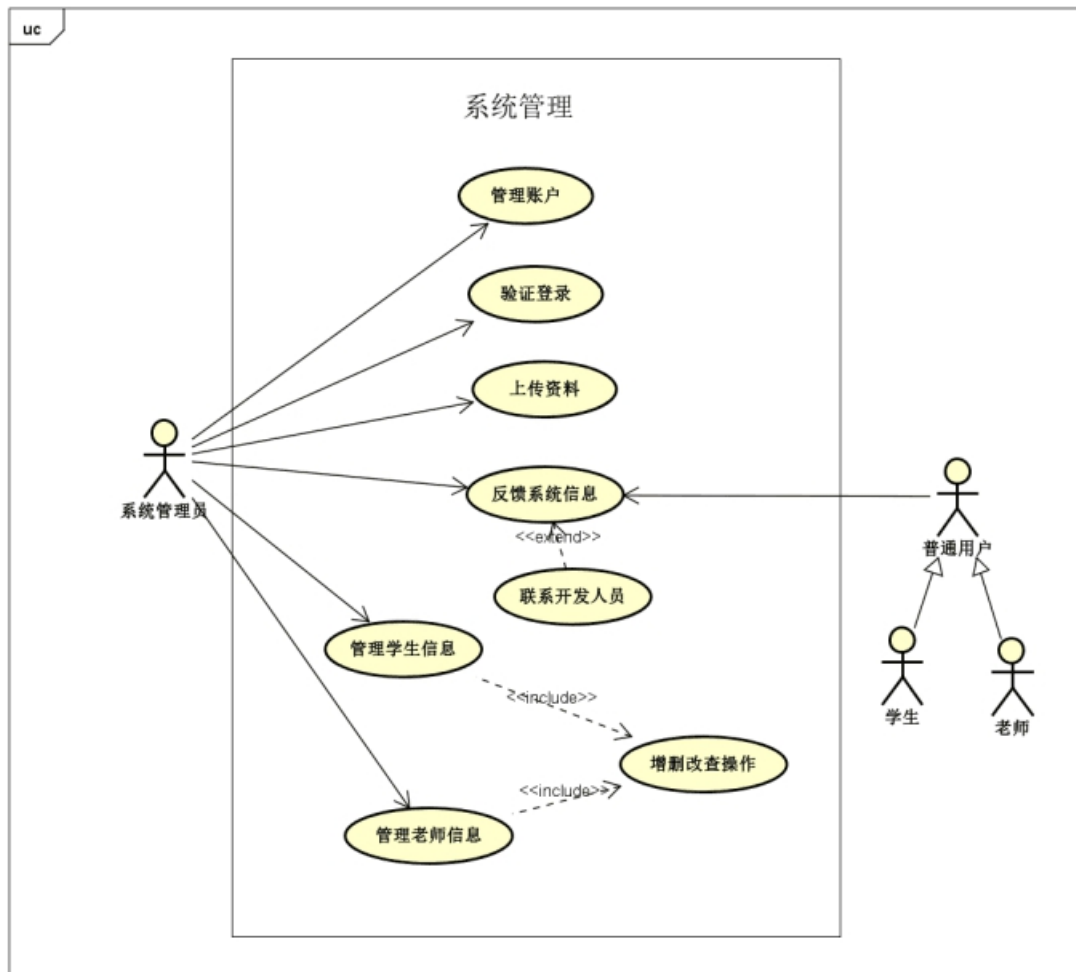 uc
系统管理
管理账户
验证登录
上传资料
系统管理员
反馈系统信息
<<extend>>
普通用户
联系开发人员
管理学生信息
<<include>>
学生
老师
增删改查操作
<<include>>
管理老师信息